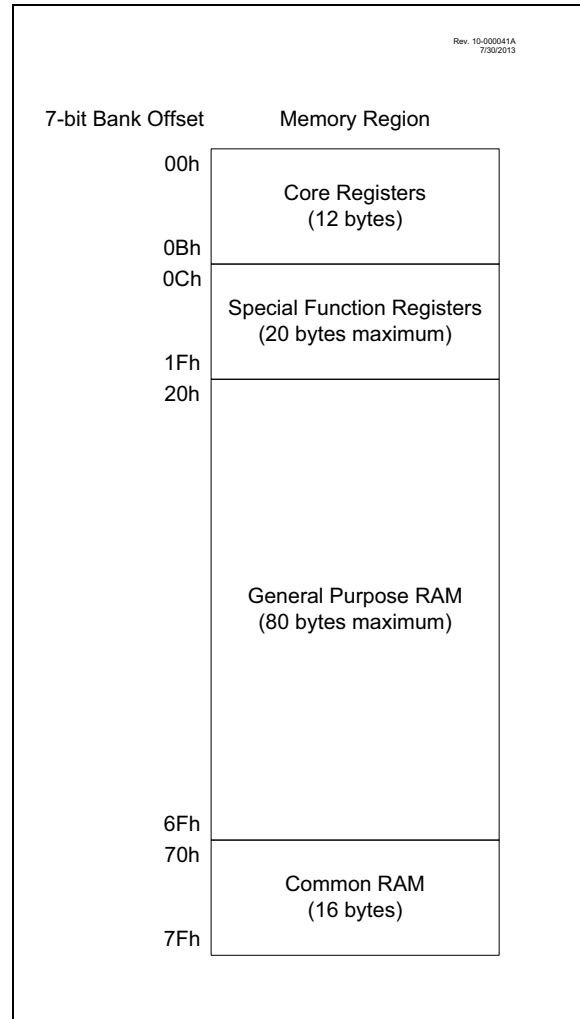 Rev. 10-000041A
7/30/2013
7-bit Bank Offset
Memory Region
00h
Core Registers
(12 bytes)
0Bh
0Ch
Special Function Registers
(20 bytes maximum)
1Fh
20h
General Purpose RAM
(80 bytes maximum)
6Fh
70h
Common RAM
(16 bytes)
7Fh